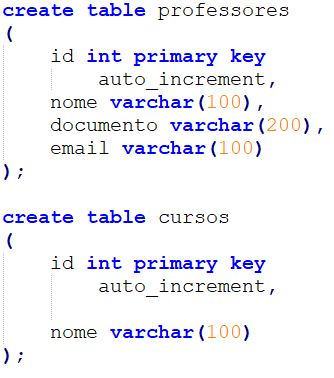 create table professores
(
    id int primary key
        auto_increment,
    nome varchar(100),
    documento varchar(200),
    email varchar(100)
);
create table cursos
(
    id int primary key
        auto_increment,
    nome varchar(100)
);